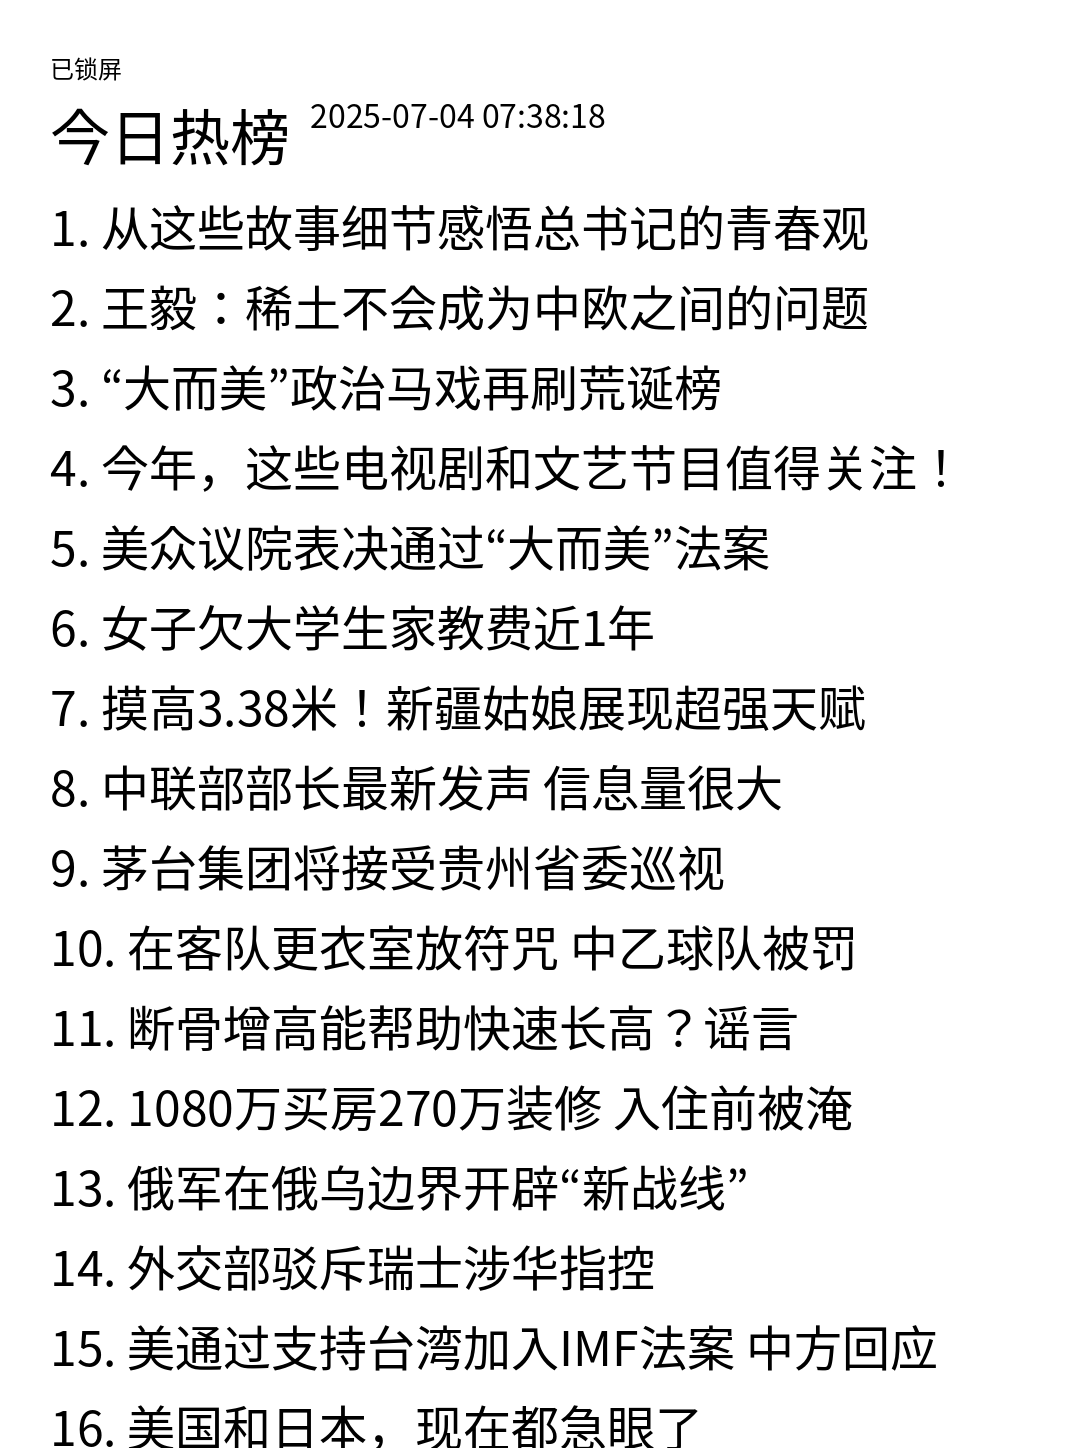 已锁屏
今日热榜 2025-07-04 07:38:18
1. 从这些故事细节感悟总书记的青春观
2. 王毅：稀土不会成为中欧之间的问题
3. “大而美”政治马戏再刷荒诞榜
4. 今年，这些电视剧和文艺节目值得关注！
5. 美众议院表决通过“大而美”法案
6. 女子欠大学生家教费近1年
7. 摸高3.38米！新疆姑娘展现超强天赋
8. 中联部部长最新发声 信息量很大
9. 茅台集团将接受贵州省委巡视
10. 在客队更衣室放符咒 中乙球队被罚
11. 断骨增高能帮助快速长高？谣言
12. 1080万买房270万装修 入住前被淹
13. 俄军在俄乌边界开辟“新战线”
14. 外交部驳斥瑞士涉华指控
15. 美通过支持台湾加入IMF法案 中方回应
16. 美国和日本，现在都急眼了